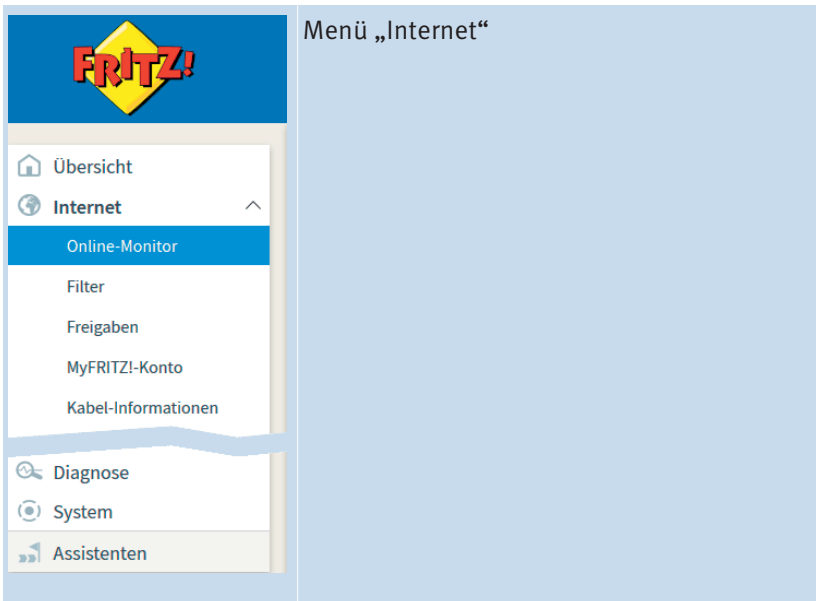 FRITZ!
Menü „Internet“
Übersicht
Internet
Online-Monitor
Filter
Freigaben
MyFRITZ!-Konto
Kabel-Informationen
Diagnose
System
Assistenten